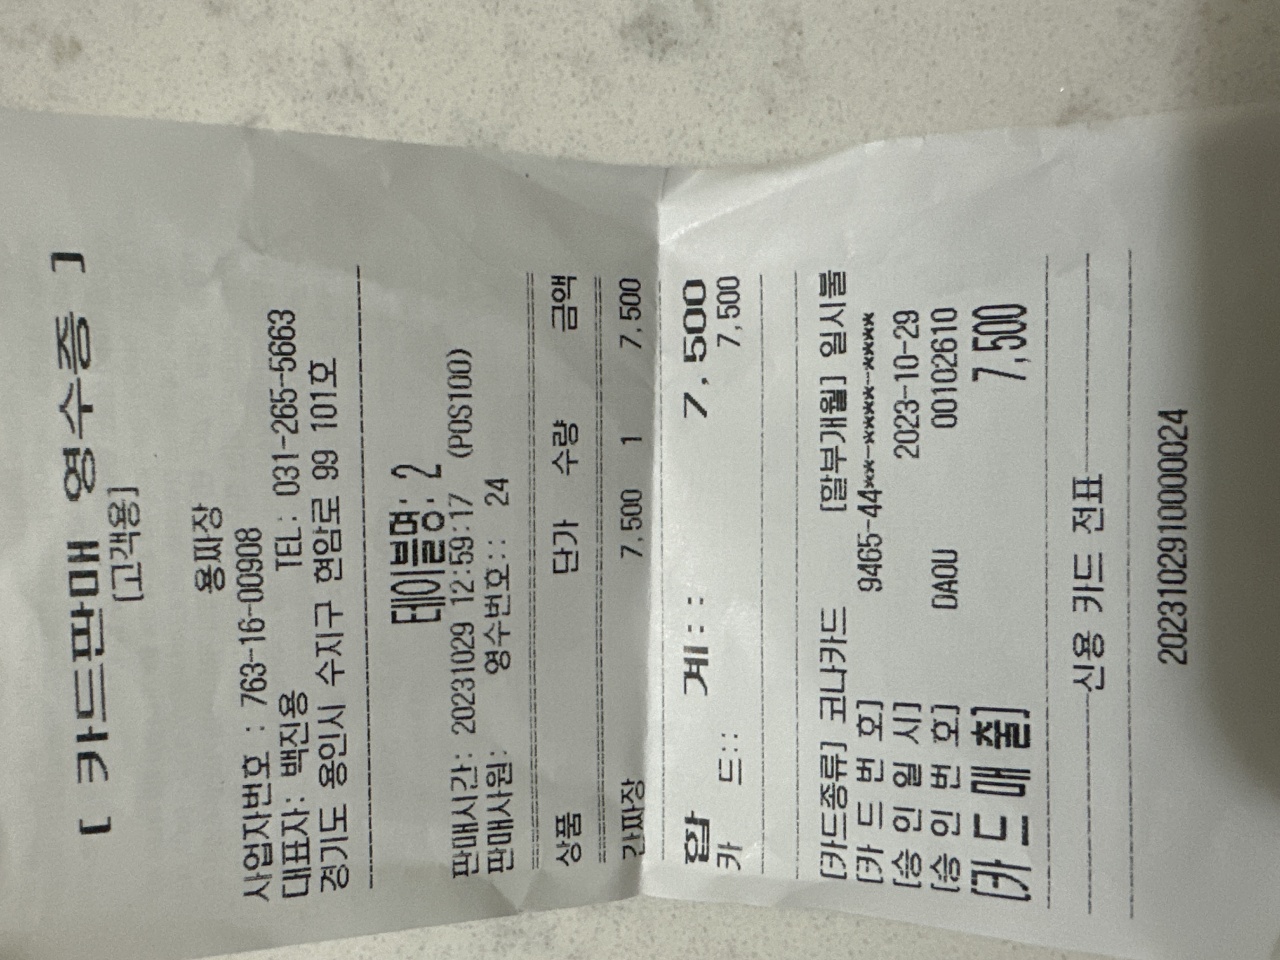 [ 카드판매 영수증 ]
[고객용]
용짜장
사업자번호 : 763-16-00908
대표자: 백진용 TEL: 031-265-5663
경기도 용인시 수지구 현암로 99 101호
테이블명: 2
판매시간: 20231029 12:59:17 (POS100)
판매사원: 영수번호:: 24
상품 단가 수량 금액
간짜장 7,500 1 7,500
합 계:: 7,500
카 드:: 7,500
[카드종류] 코나카드 [할부개월] 일시불
[카 드 번 호] 9465-44**-****-****
[승 인 일 시] 2023-10-29
[승 인 번 호] DAOU 00102610
[카드매출] 7,500
신용 카드 전표
2023102910000024